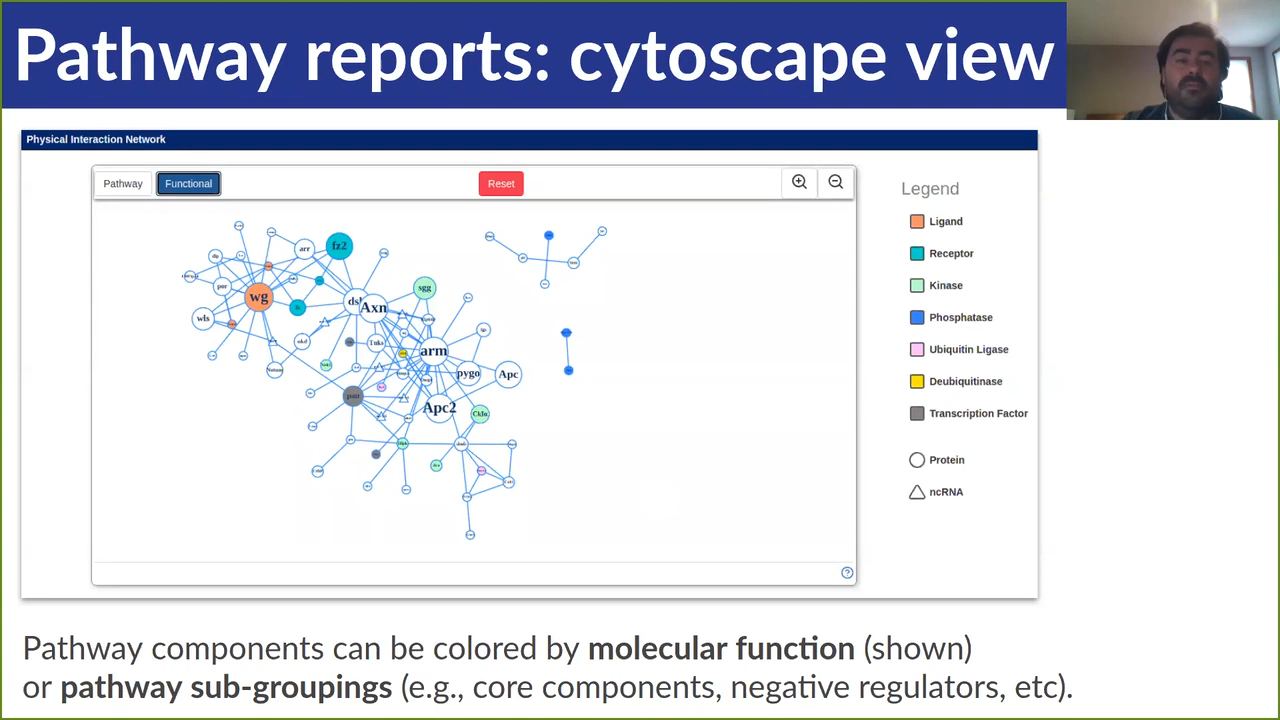 Pathway reports: cytoscape view
Physical Interaction Network
Pathway
Functional
Reset
Legend
Ligand
Receptor
Kinase
Phosphatase
Ubiquitin Ligase
Deubiquitinase
Transcription Factor
Protein
ncRNA
arr
fz2
por
wg
wls
dsl
Axn
sgg
arm
pygo
Apc
Apc2
Pathway components can be colored by molecular function (shown)
or pathway sub-groupings (e.g., core components, negative regulators, etc).